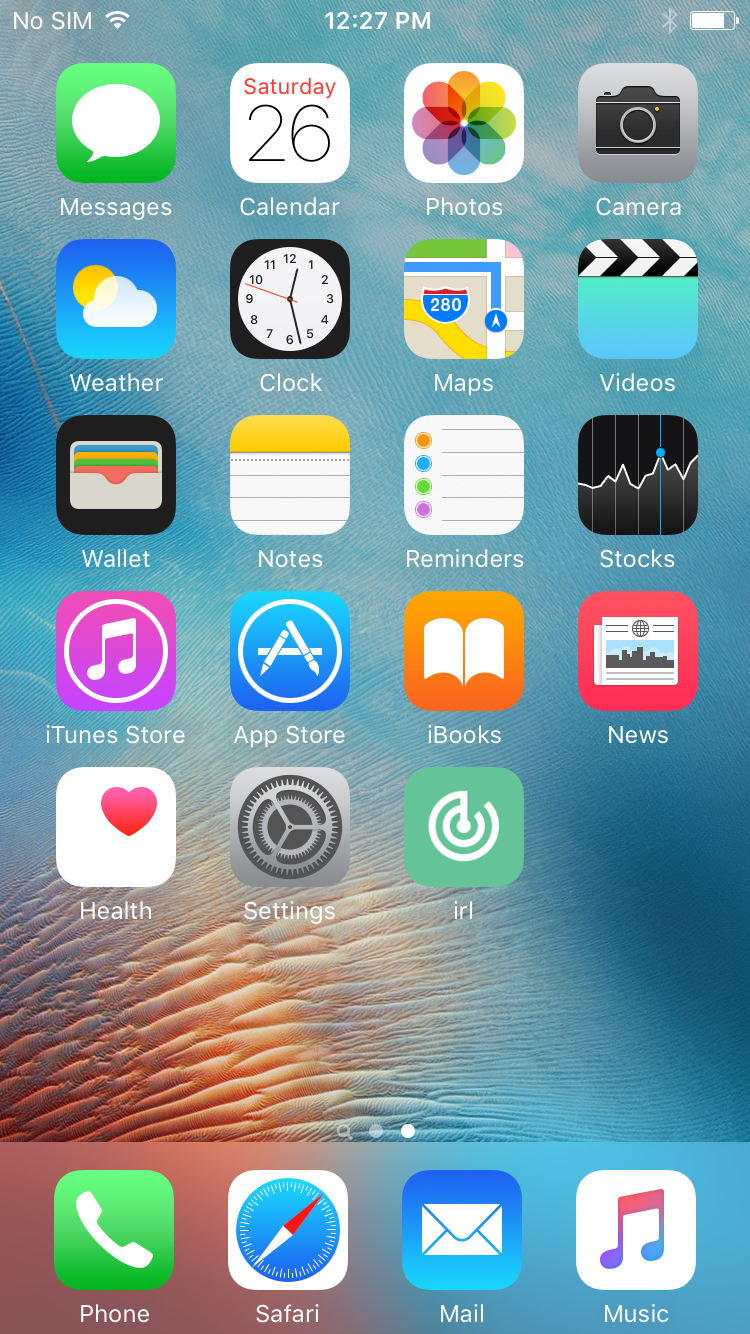 No SIM 12:27 PM
Saturday
26
Messages Calendar Photos Camera
12
11 1
10 2
9 3
8 4
7 5
6
280
Weather Clock Maps Videos
Wallet Notes Reminders Stocks
iTunes Store App Store iBooks News
Health Settings irl
Phone Safari Mail Music